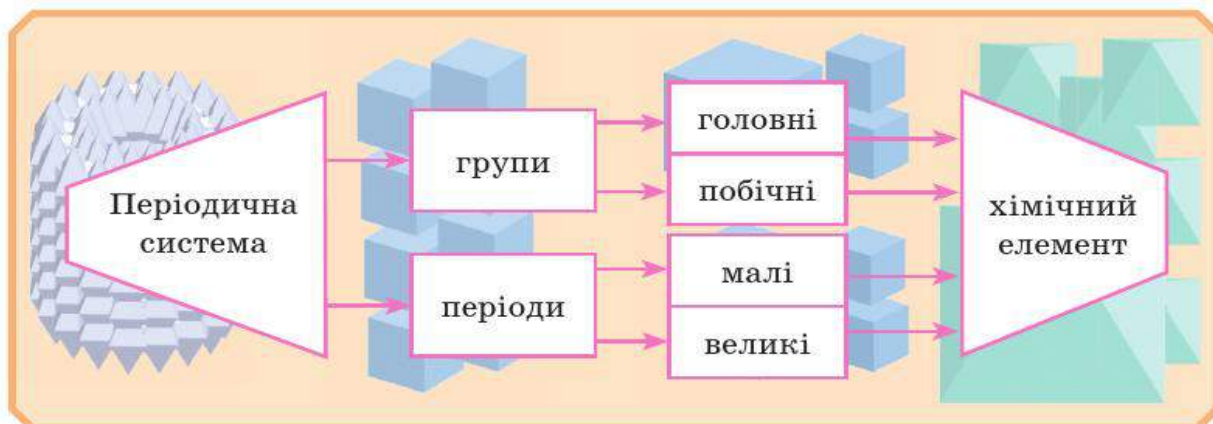 Періодична
система
групи
періоди
головні
побічні
малі
великі
хімічний
елемент